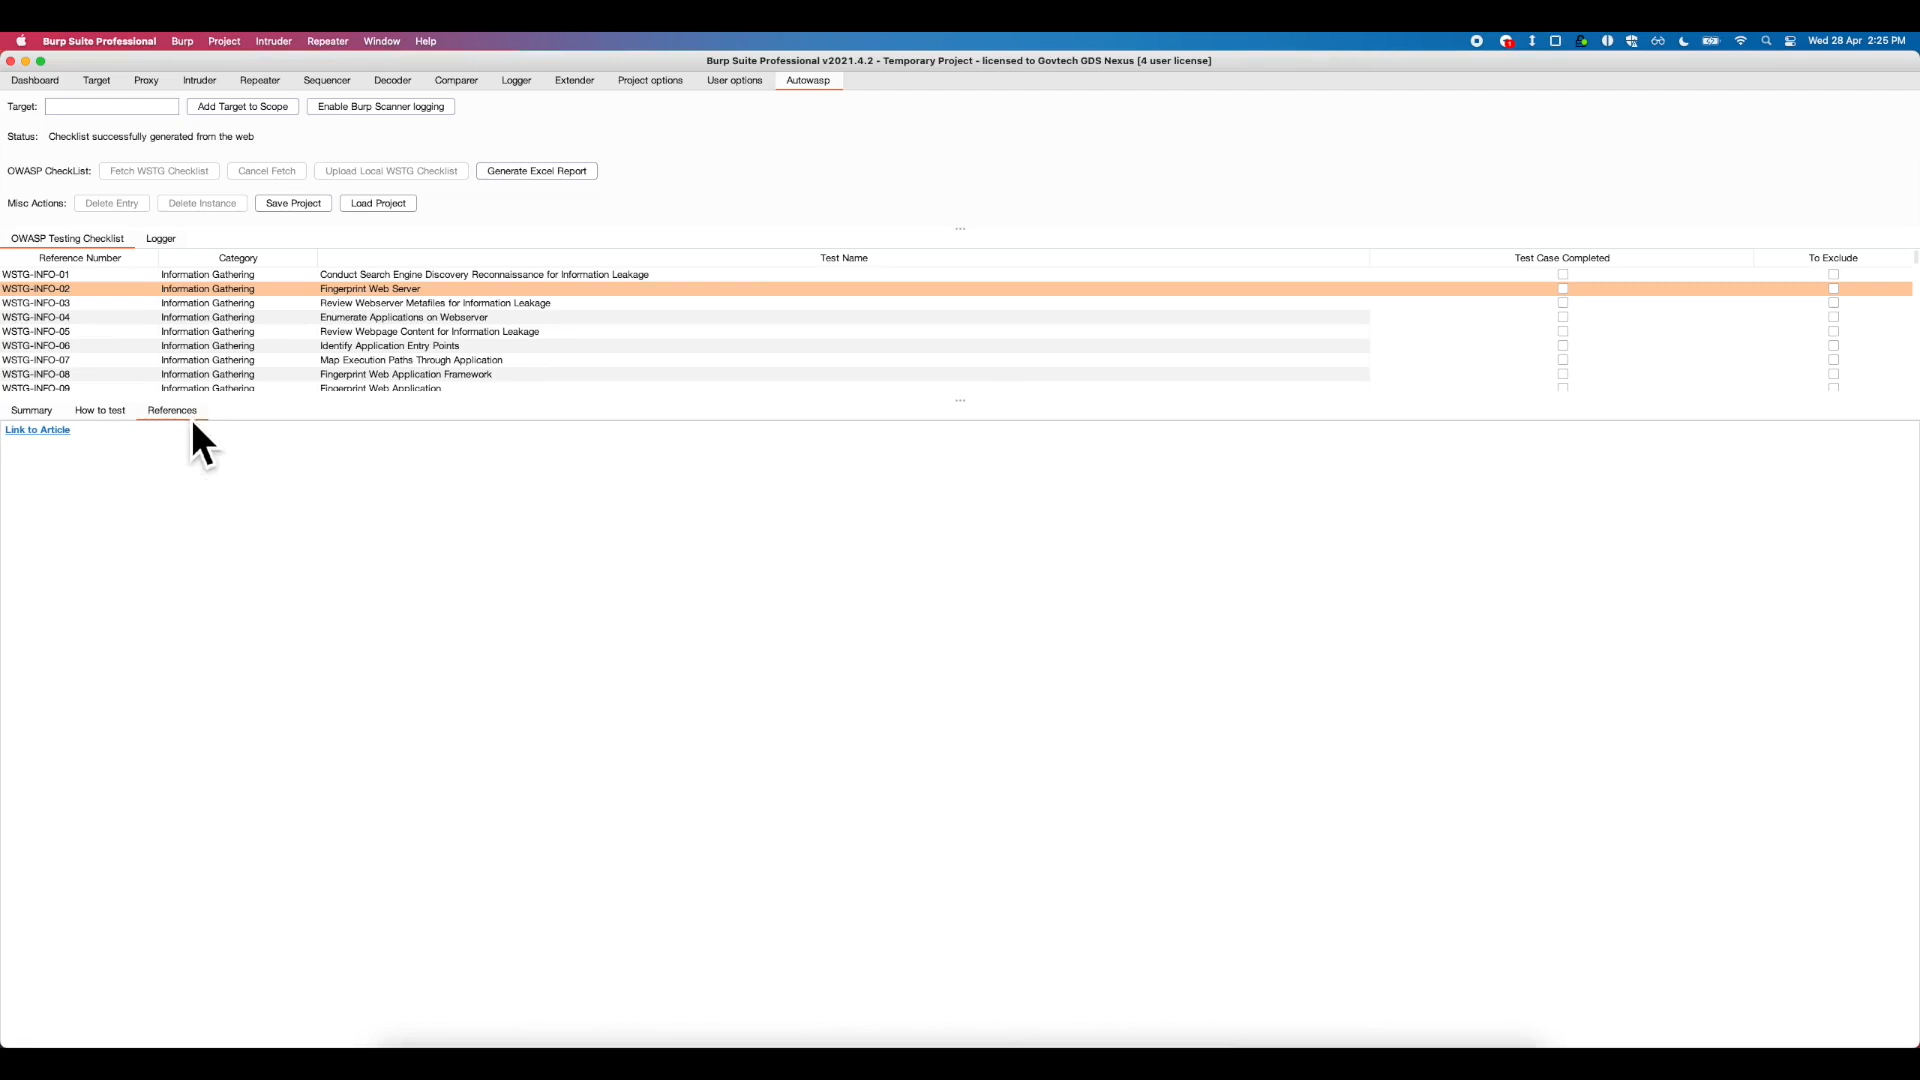 Burp Suite Professional Burp Project Intruder Repeater Window Help 1 Wed 28 Apr 2:25 PM
Burp Suite Professional v2021.4.2 - Temporary Project - licensed to Govtech GDS Nexus [4 user license]
Dashboard Target Proxy Intruder Repeater Sequencer Decoder Comparer Logger Extender Project options User options Autowasp
Target: Add Target to Scope Enable Burp Scanner logging
Status: Checklist successfully generated from the web
OWASP CheckList: Fetch WSTG Checklist Cancel Fetch Upload Local WSTG Checklist Generate Excel Report
Misc Actions: Delete Entry Delete Instance Save Project Load Project
OWASP Testing Checklist Logger
Reference Number Category Test Name Test Case Completed To Exclude
WSTG-INFO-01 Information Gathering Conduct Search Engine Discovery Reconnaissance for Information Leakage
WSTG-INFO-02 Information Gathering Fingerprint Web Server
WSTG-INFO-03 Information Gathering Review Webserver Metafiles for Information Leakage
WSTG-INFO-04 Information Gathering Enumerate Applications on Webserver
WSTG-INFO-05 Information Gathering Review Webpage Content for Information Leakage
WSTG-INFO-06 Information Gathering Identify Application Entry Points
WSTG-INFO-07 Information Gathering Map Execution Paths Through Application
WSTG-INFO-08 Information Gathering Fingerprint Web Application Framework
WSTG-INFO-09 Information Gathering Fingerprint Web Application
Summary How to test References
Link to Article